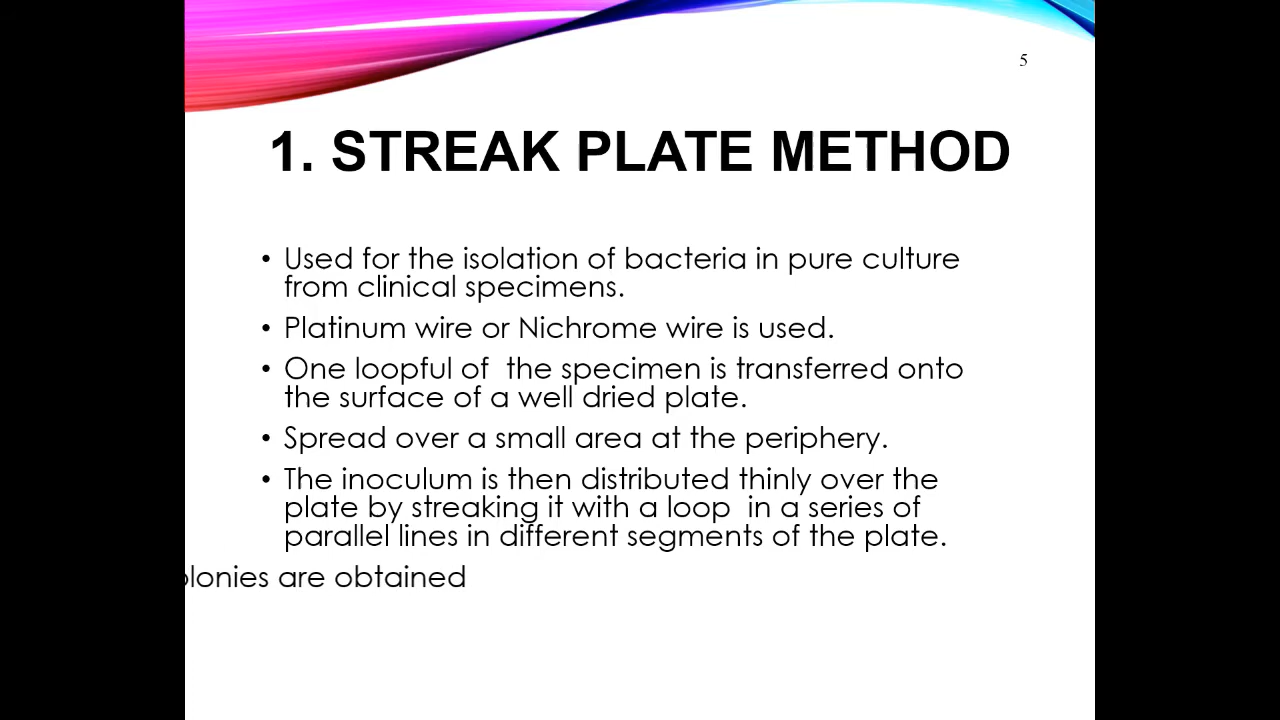 5
1. STREAK PLATE METHOD
• Used for the isolation of bacteria in pure culture
from clinical specimens.
• Platinum wire or Nichrome wire is used.
• One loopful of  the specimen is transferred onto
the surface of a well dried plate.
• Spread over a small area at the periphery.
• The inoculum is then distributed thinly over the
plate by streaking it with a loop  in a series of
parallel lines in different segments of the plate.
olonies are obtained